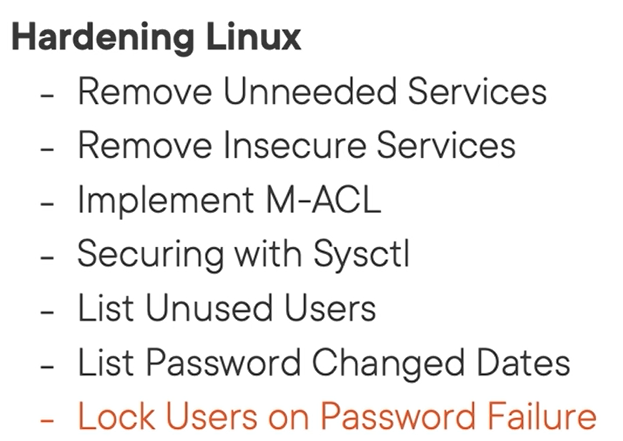 Hardening Linux
- Remove Unneeded Services
- Remove Insecure Services
- Implement M-ACL
- Securing with Sysctl
- List Unused Users
- List Password Changed Dates
- Lock Users on Password Failure